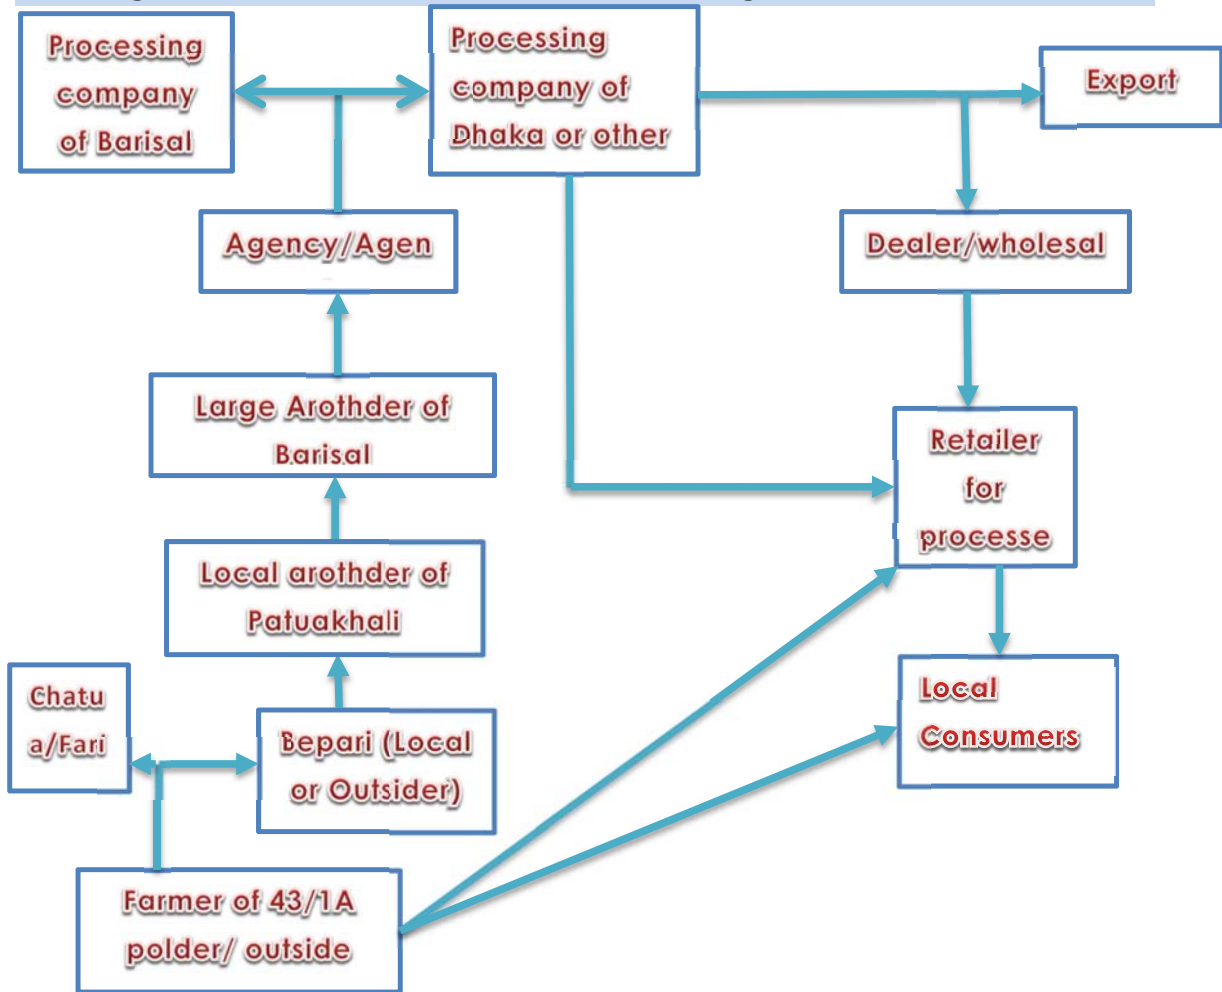 Processing
company
of Barisal
Processing
company of
Dhaka or other
Export
Agency/Agen
Dealer/wholesal
Large Arothder of
Barisal
Retailer
for
processe
Local arothder of
Patuakhali
Local
Consumers
Chatu
a/Fari
Bepari (Local
or Outsider)
Farmer of 43/1A
polder/ outside